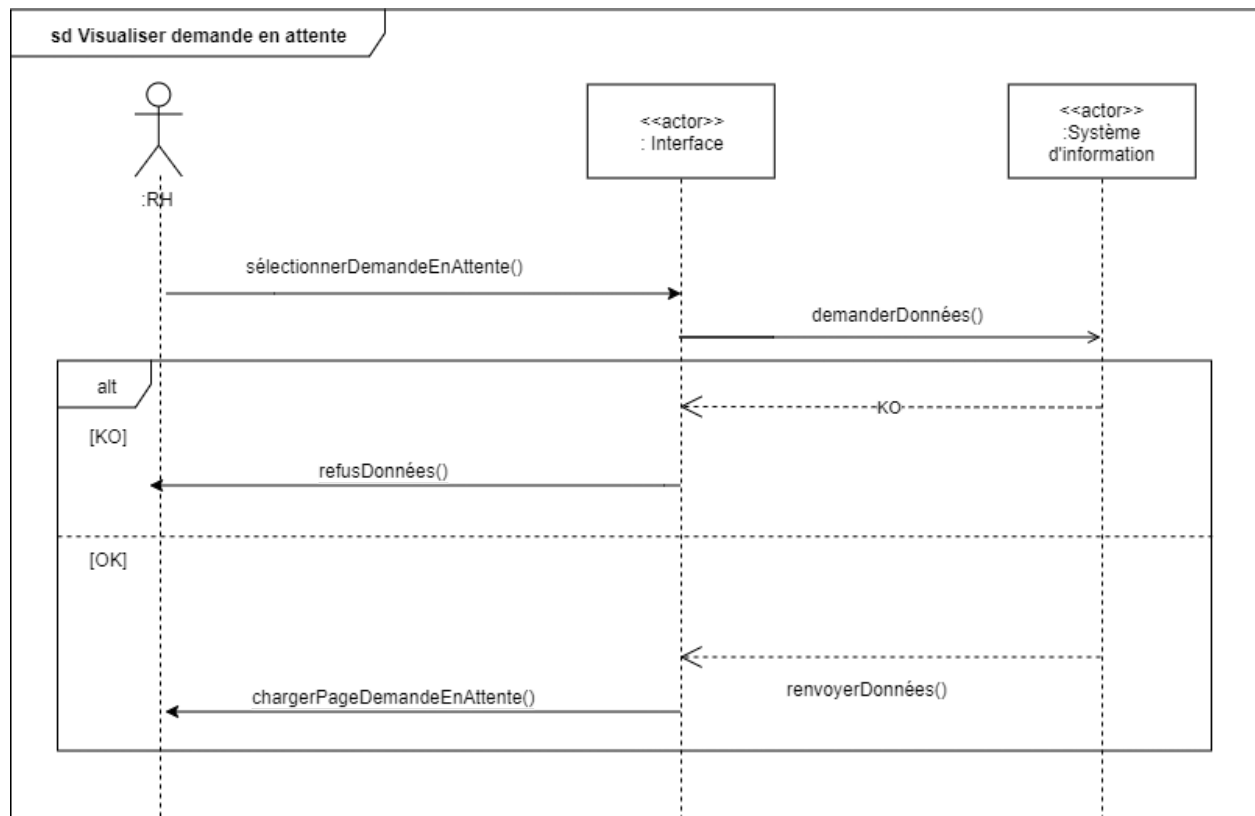 sd Visualiser demande en attente
<<actor>>
: Interface
<<actor>>
:Système
d'information
:RH
sélectionnerDemandeEnAttente()
demanderDonnées()
alt
KO
[KO]
refusDonnées()
[OK]
renvoyerDonnées()
chargerPageDemandeEnAttente()